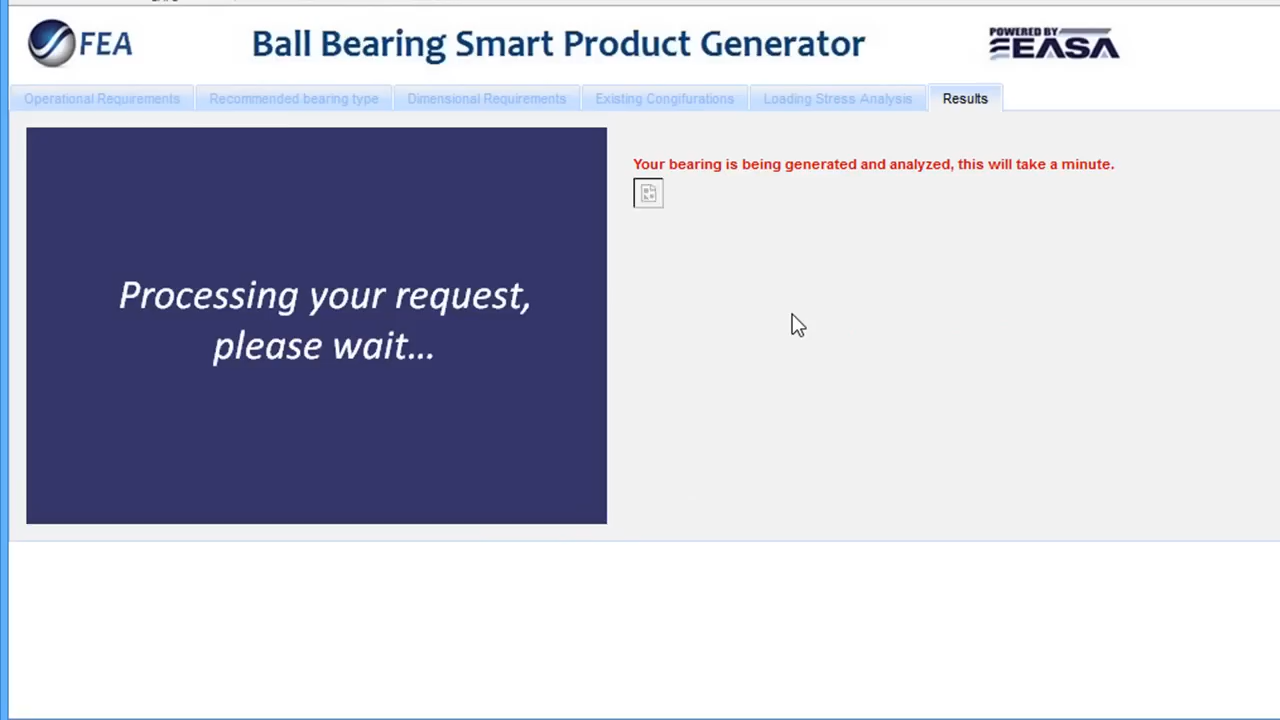 FEA
Ball Bearing Smart Product Generator
POWERED BY
EASA
Operational Requirements
Recommended bearing type
Dimensional Requirements
Existing Congifurations
Loading Stress Analysis
Results
Your bearing is being generated and analyzed, this will take a minute.
Processing your request,
please wait...